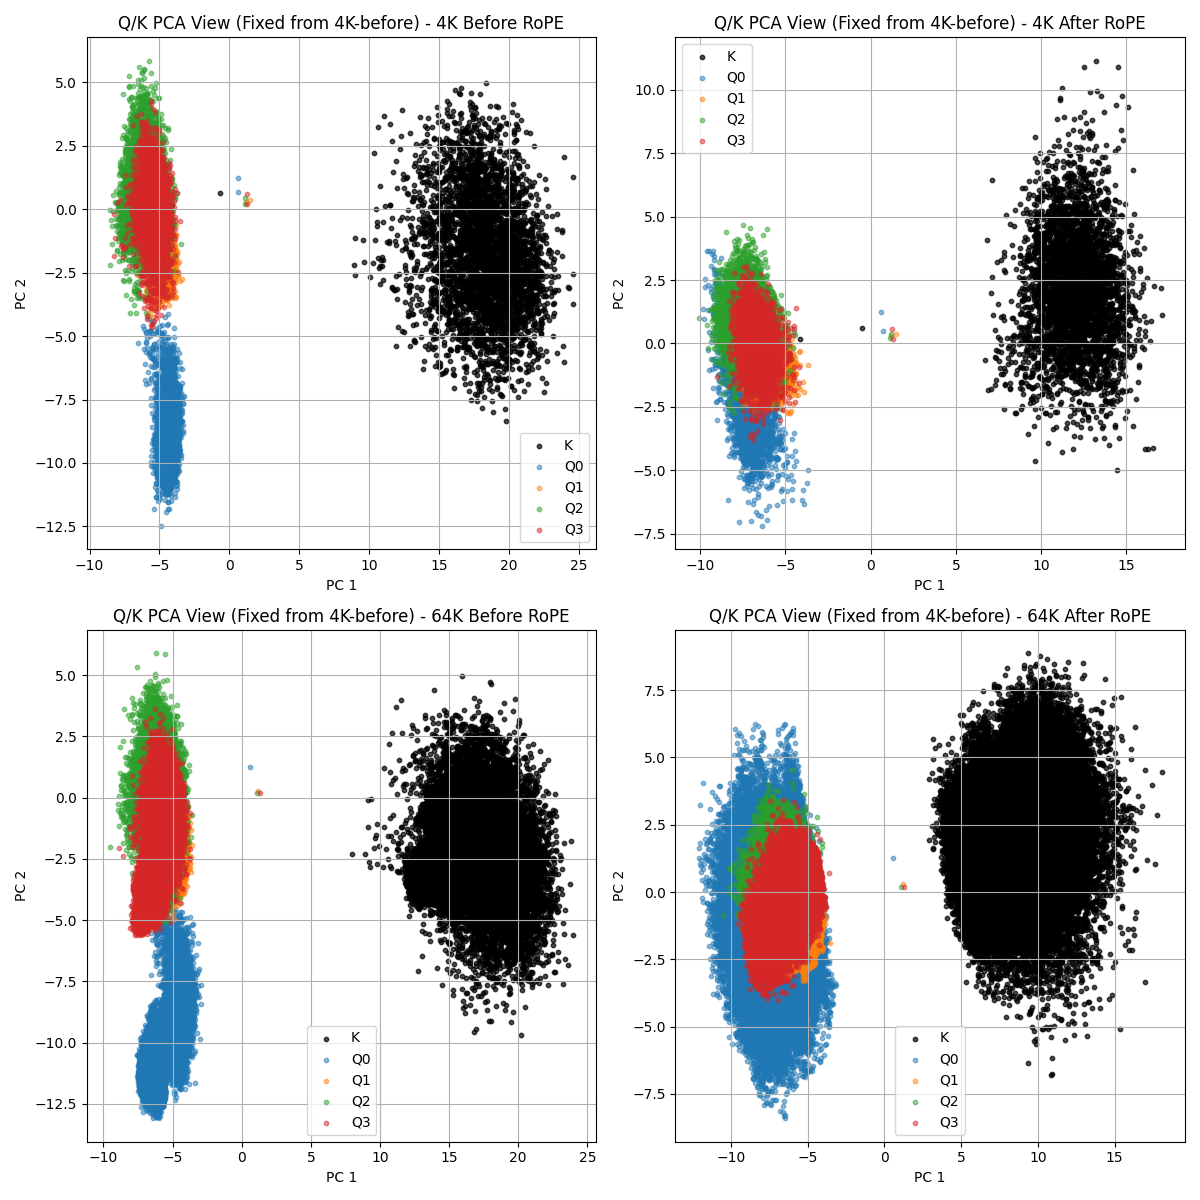 Q/K PCA View (Fixed from 4K-before) - 4K Before RoPE
5.0
2.5
0.0
−2.5
−5.0
−7.5
−10.0
−12.5
PC 2
−10
−5
0
5
10
15
20
25
PC 1
K
Q0
Q1
Q2
Q3
Q/K PCA View (Fixed from 4K-before) - 4K After RoPE
10.0
7.5
5.0
2.5
0.0
−2.5
−5.0
−7.5
PC 2
−10
−5
0
5
10
15
PC 1
K
Q0
Q1
Q2
Q3
Q/K PCA View (Fixed from 4K-before) - 64K Before RoPE
5.0
2.5
0.0
−2.5
−5.0
−7.5
−10.0
−12.5
PC 2
−10
−5
0
5
10
15
20
25
PC 1
K
Q0
Q1
Q2
Q3
Q/K PCA View (Fixed from 4K-before) - 64K After RoPE
7.5
5.0
2.5
0.0
−2.5
−5.0
−7.5
PC 2
−10
−5
0
5
10
15
PC 1
K
Q0
Q1
Q2
Q3